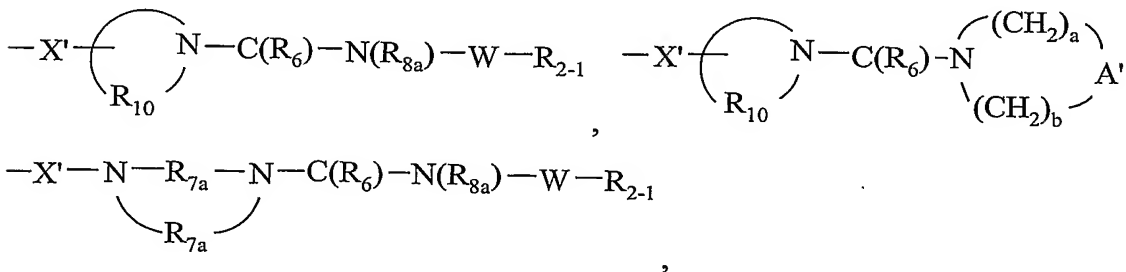 —X'— N—C(R₆)—N(R₈ₐ)—W—R₂₋₁ R₁₀ ,
—X'— N—C(R₆)—N (CH₂)ₐ A' (CH₂)b R₁₀
—X'—N—R₇ₐ—N—C(R₆)—N(R₈ₐ)—W—R₂₋₁
R₇ₐ ,